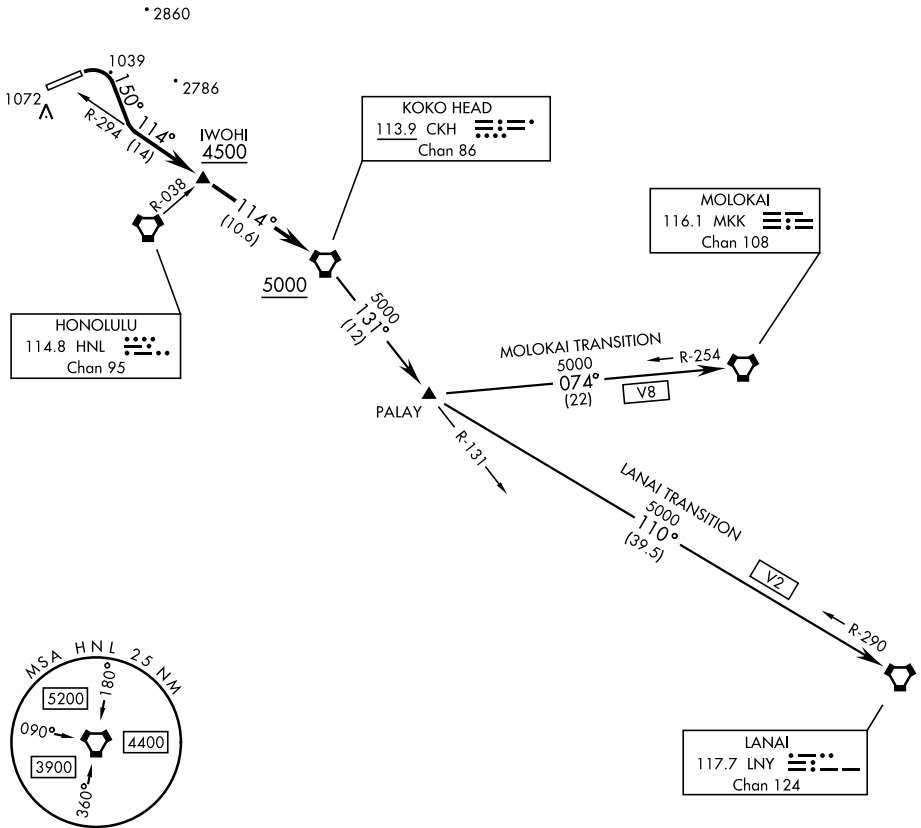 2860
1039
2786
1072
150°
114°
R-294
(14)
IWOHI
4500
R-038
114°
(10.6)
KOKO HEAD
113.9 CKH
Chan 86
5000
HONOLULU
114.8 HNL
Chan 95
5000
131°
(12)
MOLOKAI
116.1 MKK
Chan 108
MOLOKAI TRANSITION
5000
074°
(22)
R-254
V8
PALAY
R-131
LANAI TRANSITION
5000
110°
(39.5)
V2
R-290
LANAI
117.7 LNY
Chan 124
MSA HNL 25 NM
5200
180°
090°
4400
3900
360°